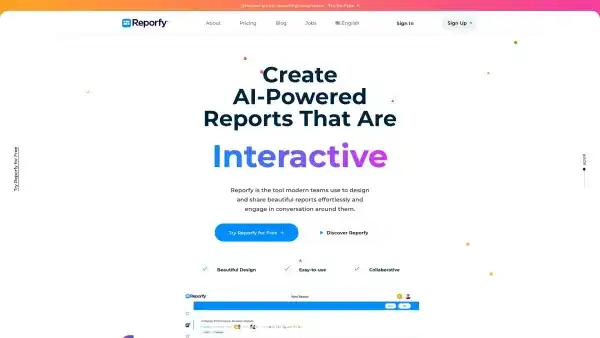 Try For Free
Reporfy
About
Pricing
Blog
Jobs
English
Sign In
Sign Up
Create
AI-Powered
Reports That Are
Interactive
Try Reporfy for Free
Reporfy is the tool modern teams use to design
and share beautiful reports effortlessly and
engage in conversation around them.
Try Reporfy for Free
Discover Reporfy
Beautiful Design
Easy-to-use
Collaborative
Reporfy